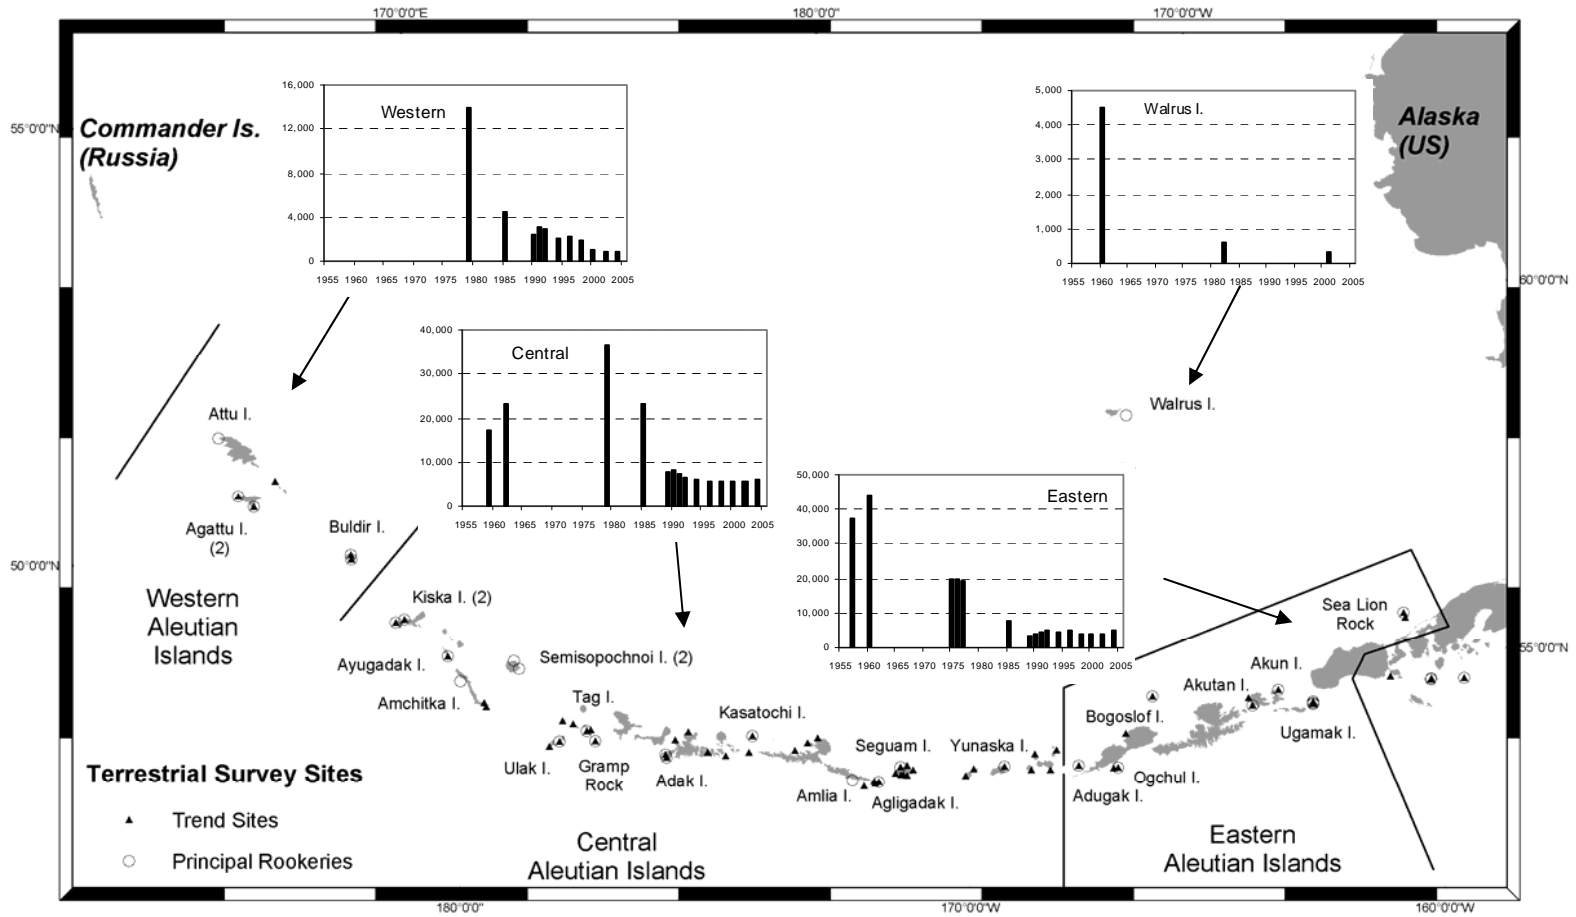 170°0'0"E
180°0'0"
170°0'0"W
55°0'0"N
Commander Is.
(Russia)
Alaska
(US)
16,000
12,000
8,000
4,000
0
Western
1955 1960 1965 1970 1975 1980 1985 1990 1995 2000 2005
5,000
4,000
3,000
2,000
1,000
0
Walrus I.
1955 1960 1965 1970 1975 1980 1985 1990 1995 2000 2005
60°0'0"N
40,000
30,000
20,000
10,000
0
Central
1955 1960 1965 1970 1975 1980 1985 1990 1995 2000 2005
Attu I.
Walrus I.
Agattu I.
(2)
Buldir I.
50,000
40,000
30,000
20,000
10,000
0
Eastern
1955 1960 1965 1970 1975 1980 1985 1990 1995 2000 2005
50°0'0"N
Western
Aleutian
Islands
Kiska I. (2)
Ayugadak I.
Semisopochnoi I. (2)
Amchitka I.
Tag I.
Kasatochi I.
Ulak I.
Gramp
Rock
Adak I.
Seguam I.
Yunaska I.
Amlia I.
Agligadak I.
Sea Lion
Rock
55°0'0"N
Akun I.
Akutan I.
Bogoslof I.
Ugamak I.
Ogchul I.
Adugak I.
Terrestrial Survey Sites
Trend Sites
Principal Rookeries
Central
Aleutian Islands
Eastern
Aleutian Islands
180°0'0"
170°0'0"W
160°0'0"W